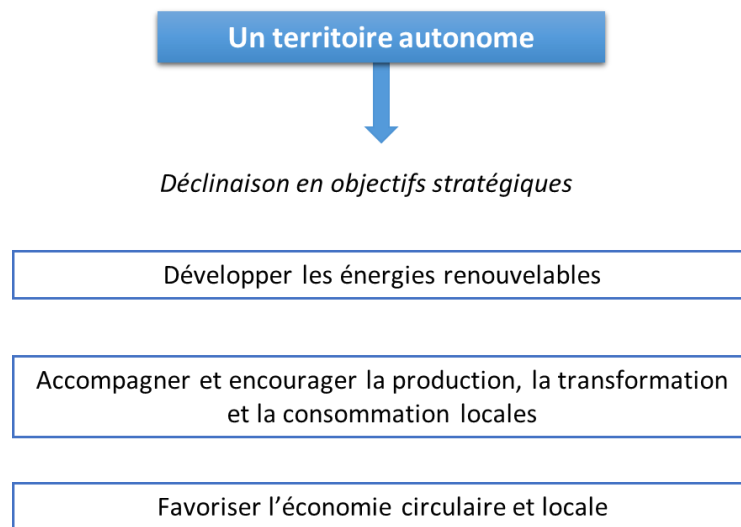 Un territoire autonome
Déclinaison en objectifs stratégiques
Développer les énergies renouvelables
Accompagner et encourager la production, la transformation
et la consommation locales
Favoriser l’économie circulaire et locale